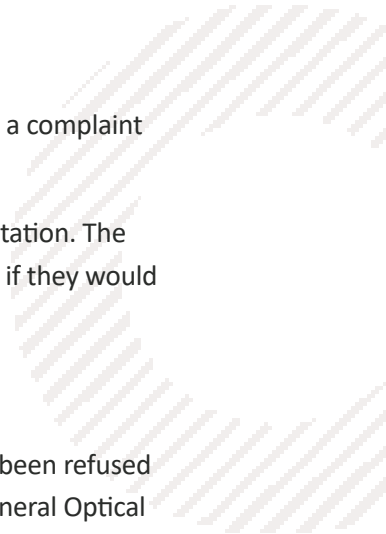 a complaint
tation. The
if they would
been refused
neral Optical